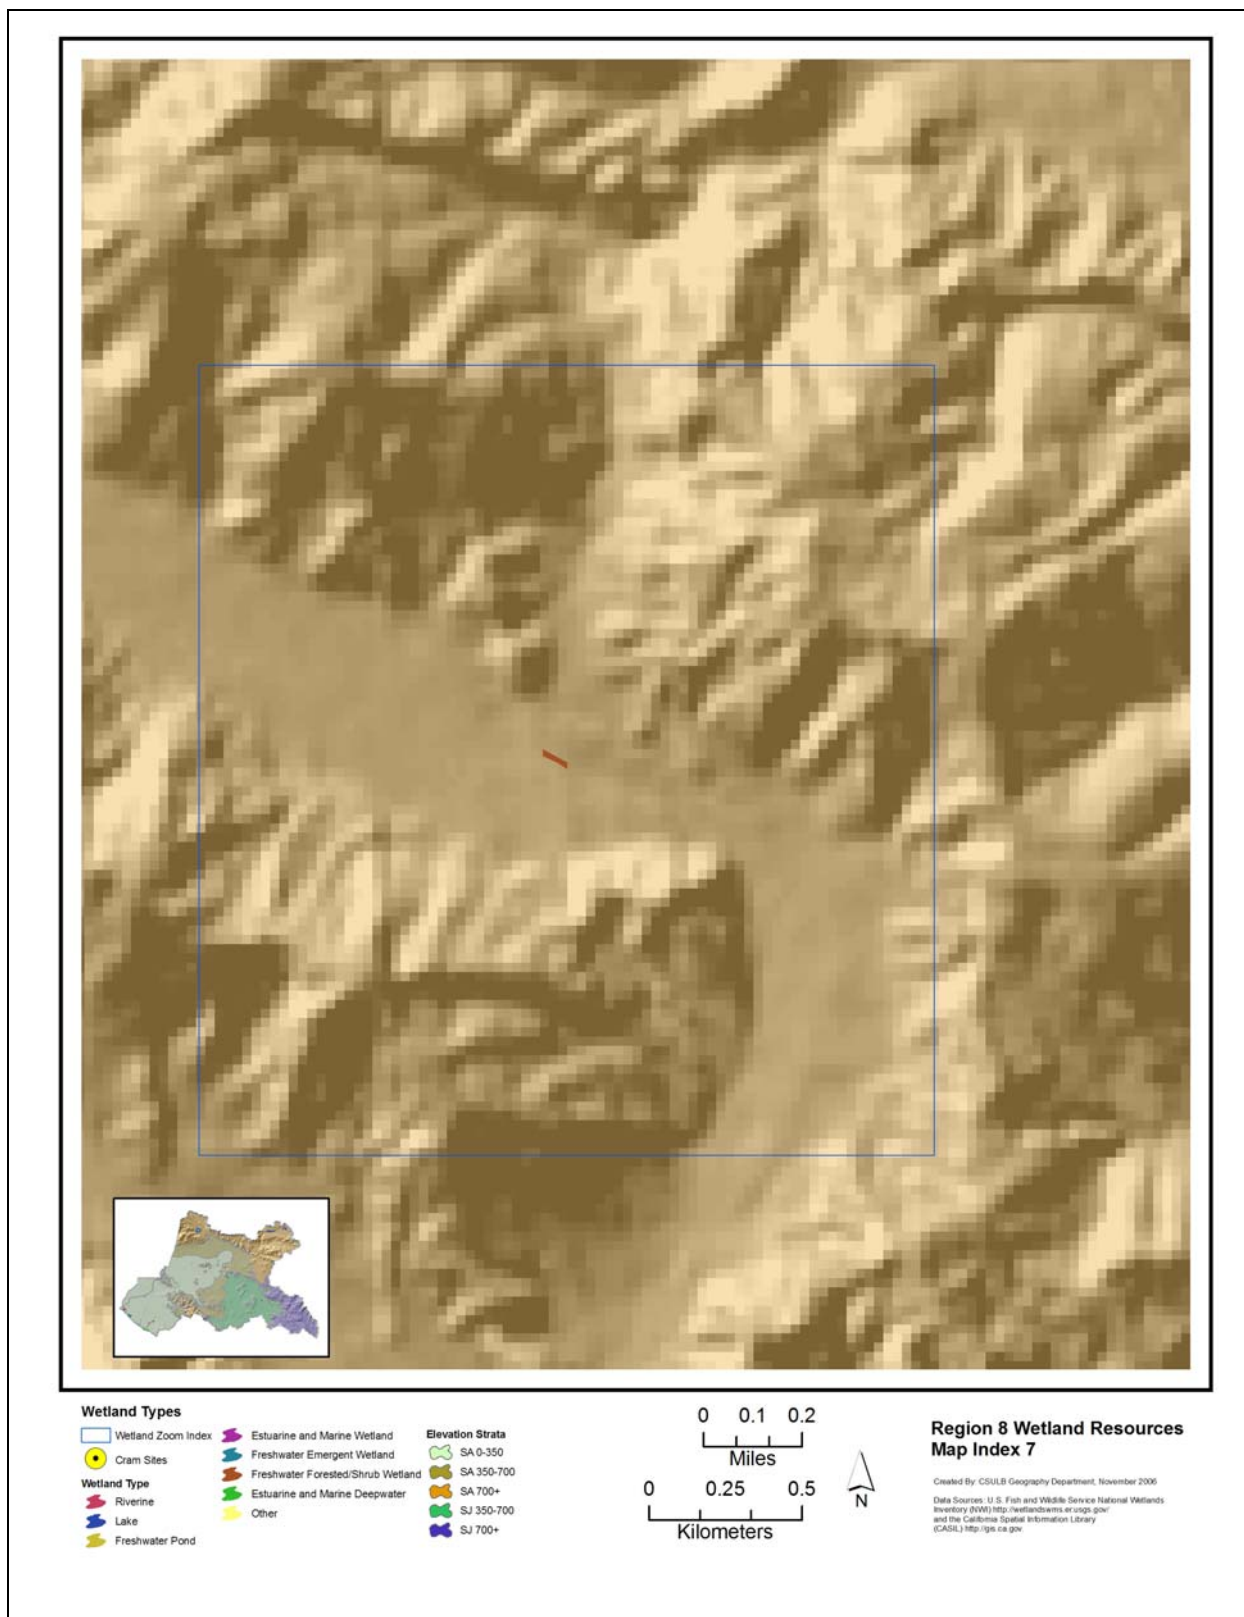 Wetland Types
Wetland Zoom Index
Cram Sites
Wetland Type
Riverine
Lake
Freshwater Pond
Estuarine and Marine Wetland
Freshwater Emergent Wetland
Freshwater Forested/Shrub Wetland
Estuarine and Marine Deepwater
Other
Elevation Strata
SA 0-350
SA 350-700
SA 700+
SJ 350-700
SJ 700+
0 0.1 0.2
Miles
0 0.25 0.5
Kilometers
N
Region 8 Wetland Resources
Map Index 7
Created By: CSULB Geography Department, November 2006
Data Sources: U.S. Fish and Wildlife Service National Wetlands
Inventory (NWI) http://wetlandswms.er.usgs.gov/
and the California Spatial Information Library
(CASIL) http://gis.ca.gov